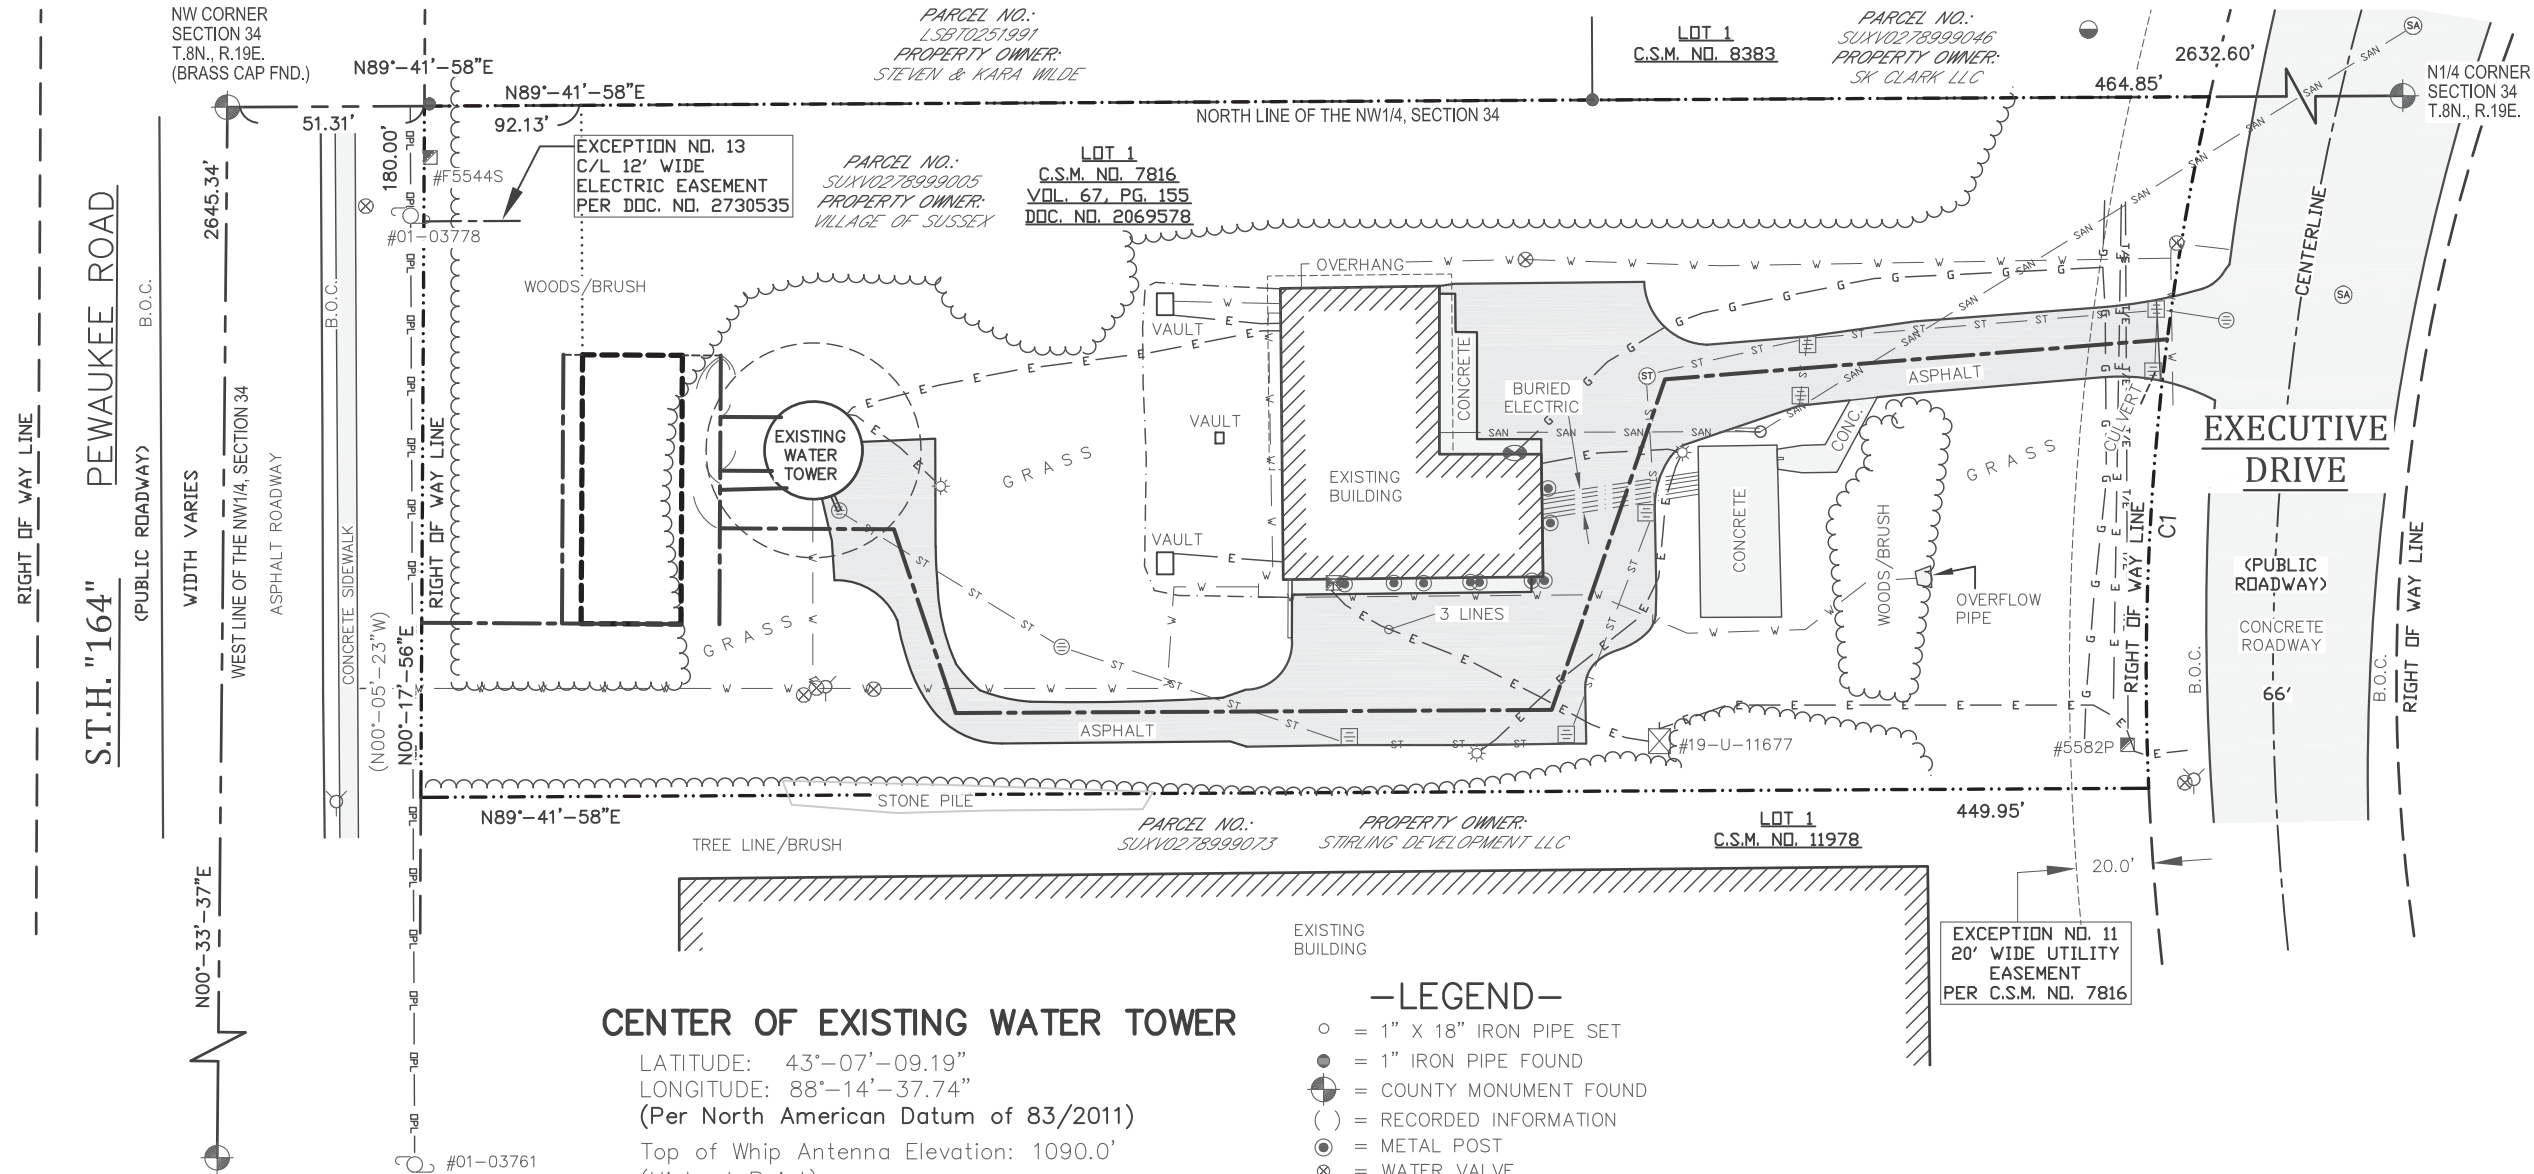 NW CORNER
SECTION 34
T.8N., R.19E.
(BRASS CAP FND.)
N89°-41'-58"E
51.31'
2645.34'
180.00'
N89°-41'-58"E
92.13'
PARCEL NO.:
LSBT0251991
PROPERTY OWNER:
STEVEN & KARA WILDE
LOT 1
C.S.M. NO. 8383
PARCEL NO.:
SUXV0278999046
PROPERTY OWNER:
SK CLARK LLC
2632.60'
464.85'
N1/4 CORNER
SECTION 34
T.8N., R.19E.
NORTH LINE OF THE NW1/4, SECTION 34
EXCEPTION NO. 13
C/L 12' WIDE
ELECTRIC EASEMENT
PER DOC. NO. 2730535
PARCEL NO.:
SUXV0278999005
PROPERTY OWNER:
VILLAGE OF SUSSEX
LOT 1
C.S.M. NO. 7816
VOL. 67, PG. 155
DOC. NO. 2069578
#F5544S
#01-03778
WOODS/BRUSH
RIGHT OF WAY LINE
S.T.H. "164"
PEWAUKEE ROAD
B.O.C.
(PUBLIC ROADWAY)
WIDTH VARIES
WEST LINE OF THE NW1/4, SECTION 34
ASPHALT ROADWAY
B.O.C.
CONCRETE SIDEWALK
(N00°-05'-23"W)
N00°-17'-56"E
RIGHT OF WAY LINE
N00°-33'-37"E
OVERHANG
VAULT
VAULT
VAULT
EXISTING
WATER
TOWER
GRASS
GRASS
EXISTING
BUILDING
CONCRETE
BURIED
ELECTRIC
ASPHALT
CONC.
CONCRETE
WOODS/BRUSH
GRASS
CULVERT
OVERFLOW
PIPE
3 LINES
ASPHALT
#19-U-11677
#5582P
CENTERLINE
EXECUTIVE
DRIVE
(PUBLIC
ROADWAY)
CONCRETE
ROADWAY
66'
C1
RIGHT OF WAY LINE
B.O.C.
B.O.C.
RIGHT OF WAY LINE
N89°-41'-58"E
STONE PILE
449.95'
TREE LINE/BRUSH
PARCEL NO.:
SUXV0278999073
PROPERTY OWNER:
STIRLING DEVELOPMENT LLC
LOT 1
C.S.M. NO. 11978
20.0'
EXISTING
BUILDING
EXCEPTION NO. 11
20' WIDE UTILITY
EASEMENT
PER C.S.M. NO. 7816
CENTER OF EXISTING WATER TOWER
LATITUDE: 43°-07'-09.19"
LONGITUDE: 88°-14'-37.74"
(Per North American Datum of 83/2011)
Top of Whip Antenna Elevation: 1090.0'
-LEGEND-
= 1" X 18" IRON PIPE SET
= 1" IRON PIPE FOUND
= COUNTY MONUMENT FOUND
( ) = RECORDED INFORMATION
= METAL POST
= WATER VALVE
#01-03761